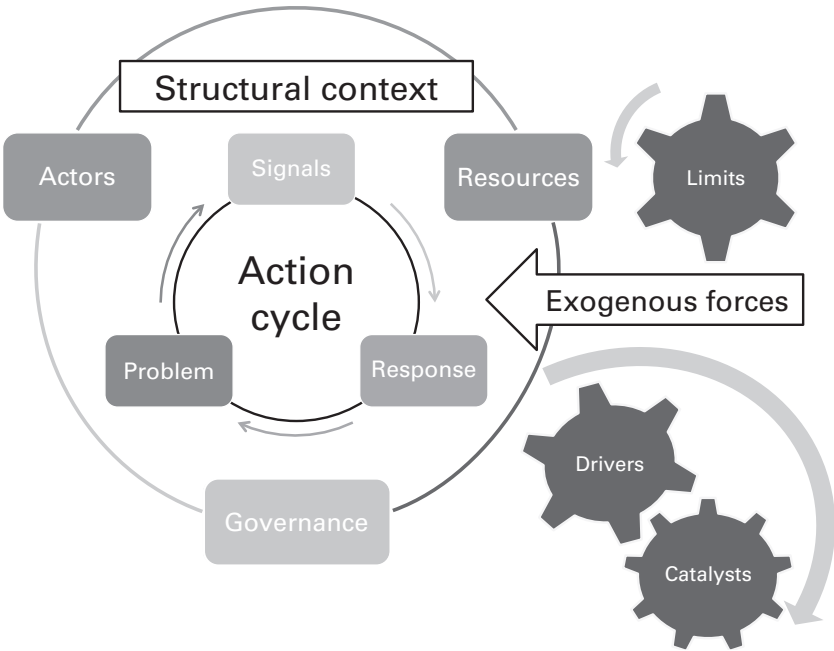 Structural context
Actors
Signals
Resources
Limits
Action
cycle
Exogenous forces
Problem
Response
Drivers
Governance
Catalysts